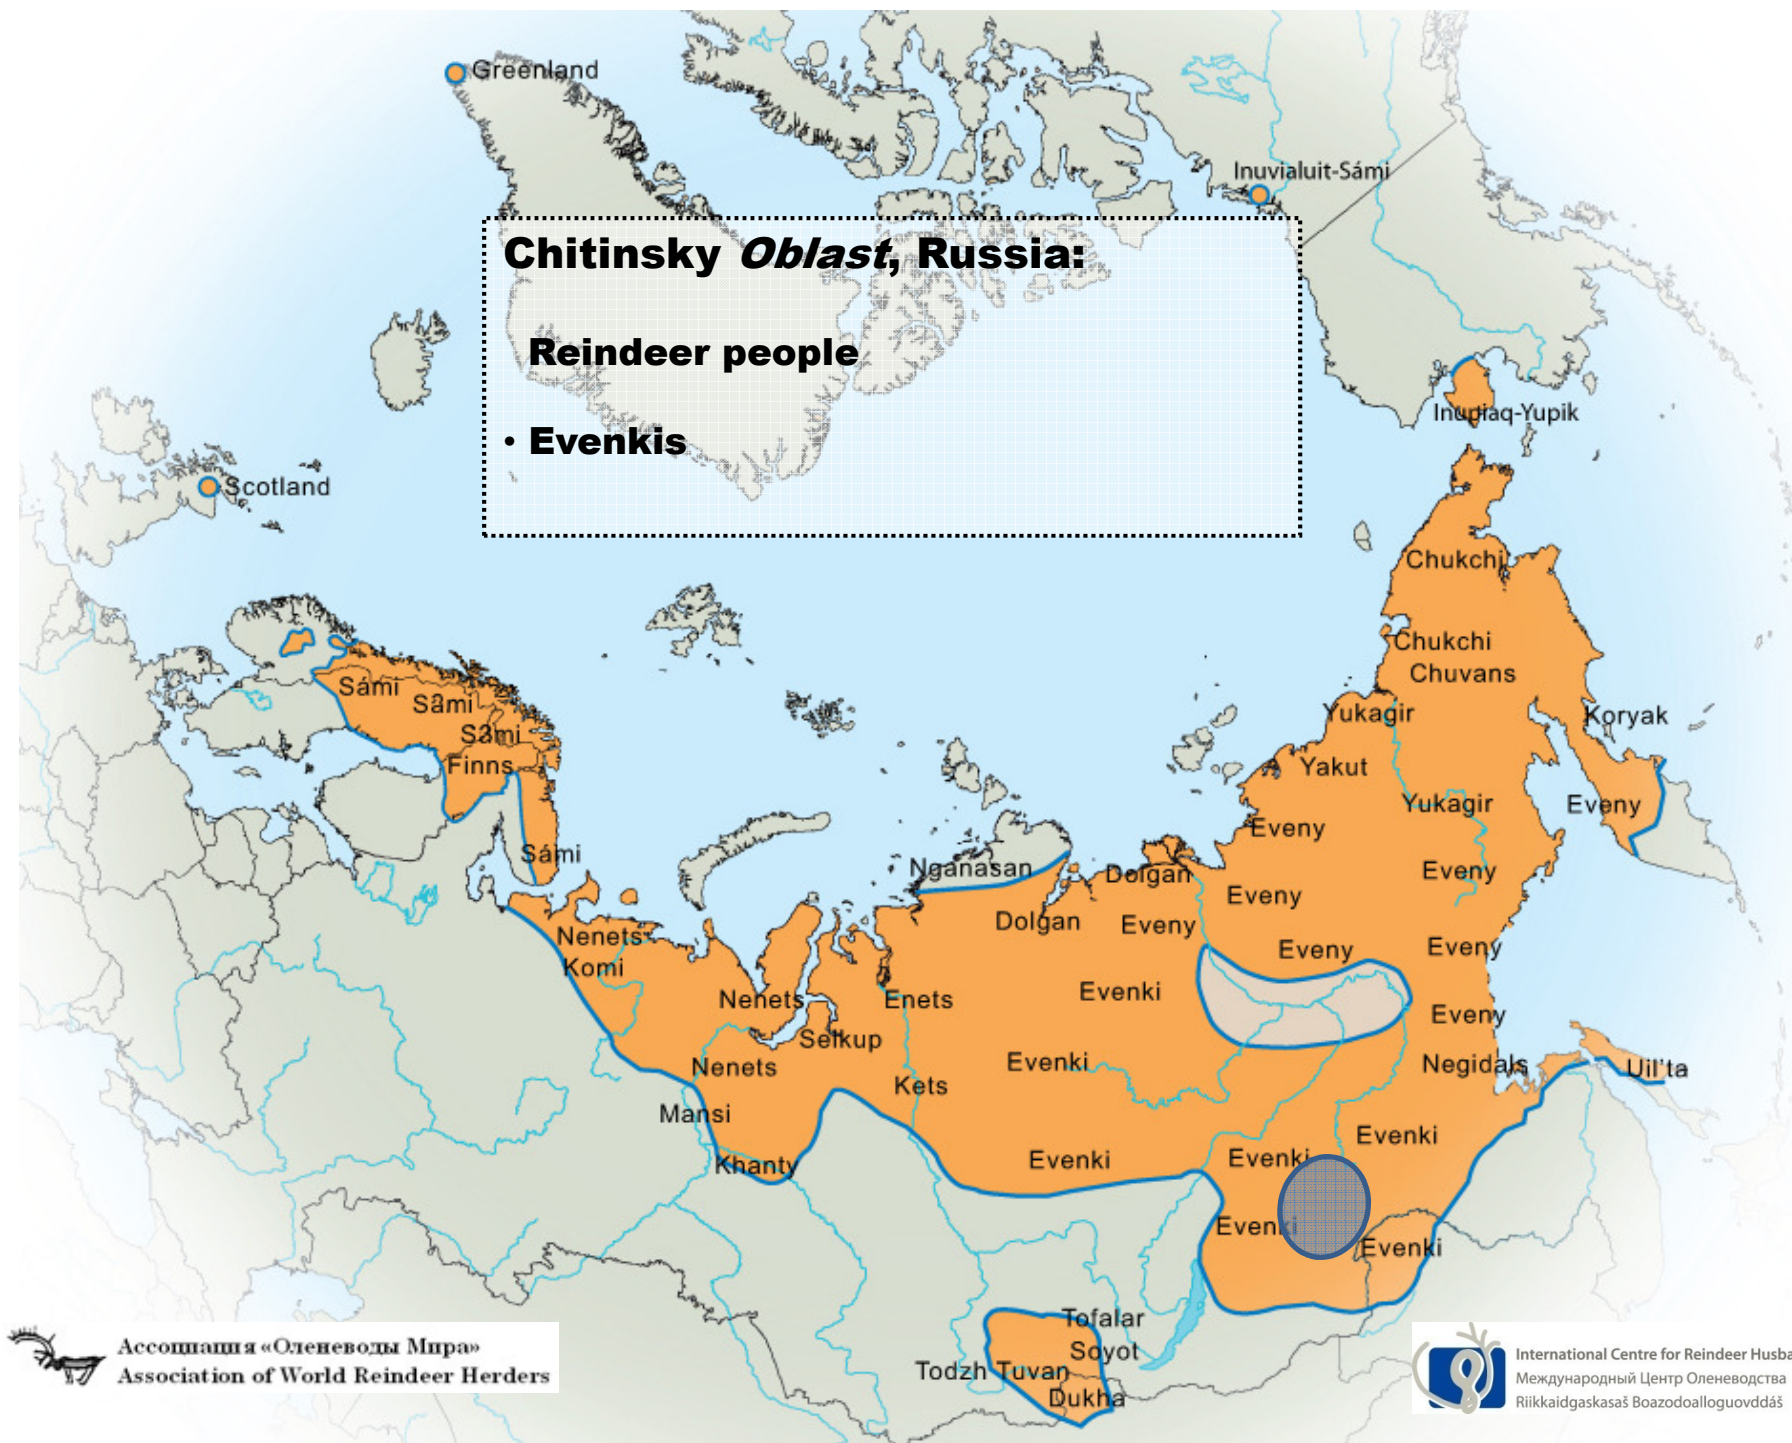 Greenland
Inuvialuit-Sámi
Chitinsky Oblast, Russia:
Reindeer people
• Evenkis
Inupiaq-Yupik
Scotland
Chukchi
Chukchi
Chuvans
Sámi
Sámi
Sámi
Finns
Sámi
Yukagir
Koryak
Yakut
Yukagir
Eveny
Eveny
Nganasan
Dolgan
Eveny
Eveny
Dolgan
Eveny
Nenets
Komi
Eveny
Eveny
Nenets
Enets
Evenki
Eveny
Selkup
Nenets
Evenki
Negidals
Uil'ta
Kets
Mansi
Evenki
Khanty
Evenki
Evenki
Evenki
Evenki
Tofalar
Soyot
Todzh Tuvan
Dukha
Ассоциация «Оленеводы Мира»
Association of World Reindeer Herders
International Centre for Reindeer Husba
Международный Центр Оленеводства
Riikkaidgaskasaš Boazodoalloguovddáš